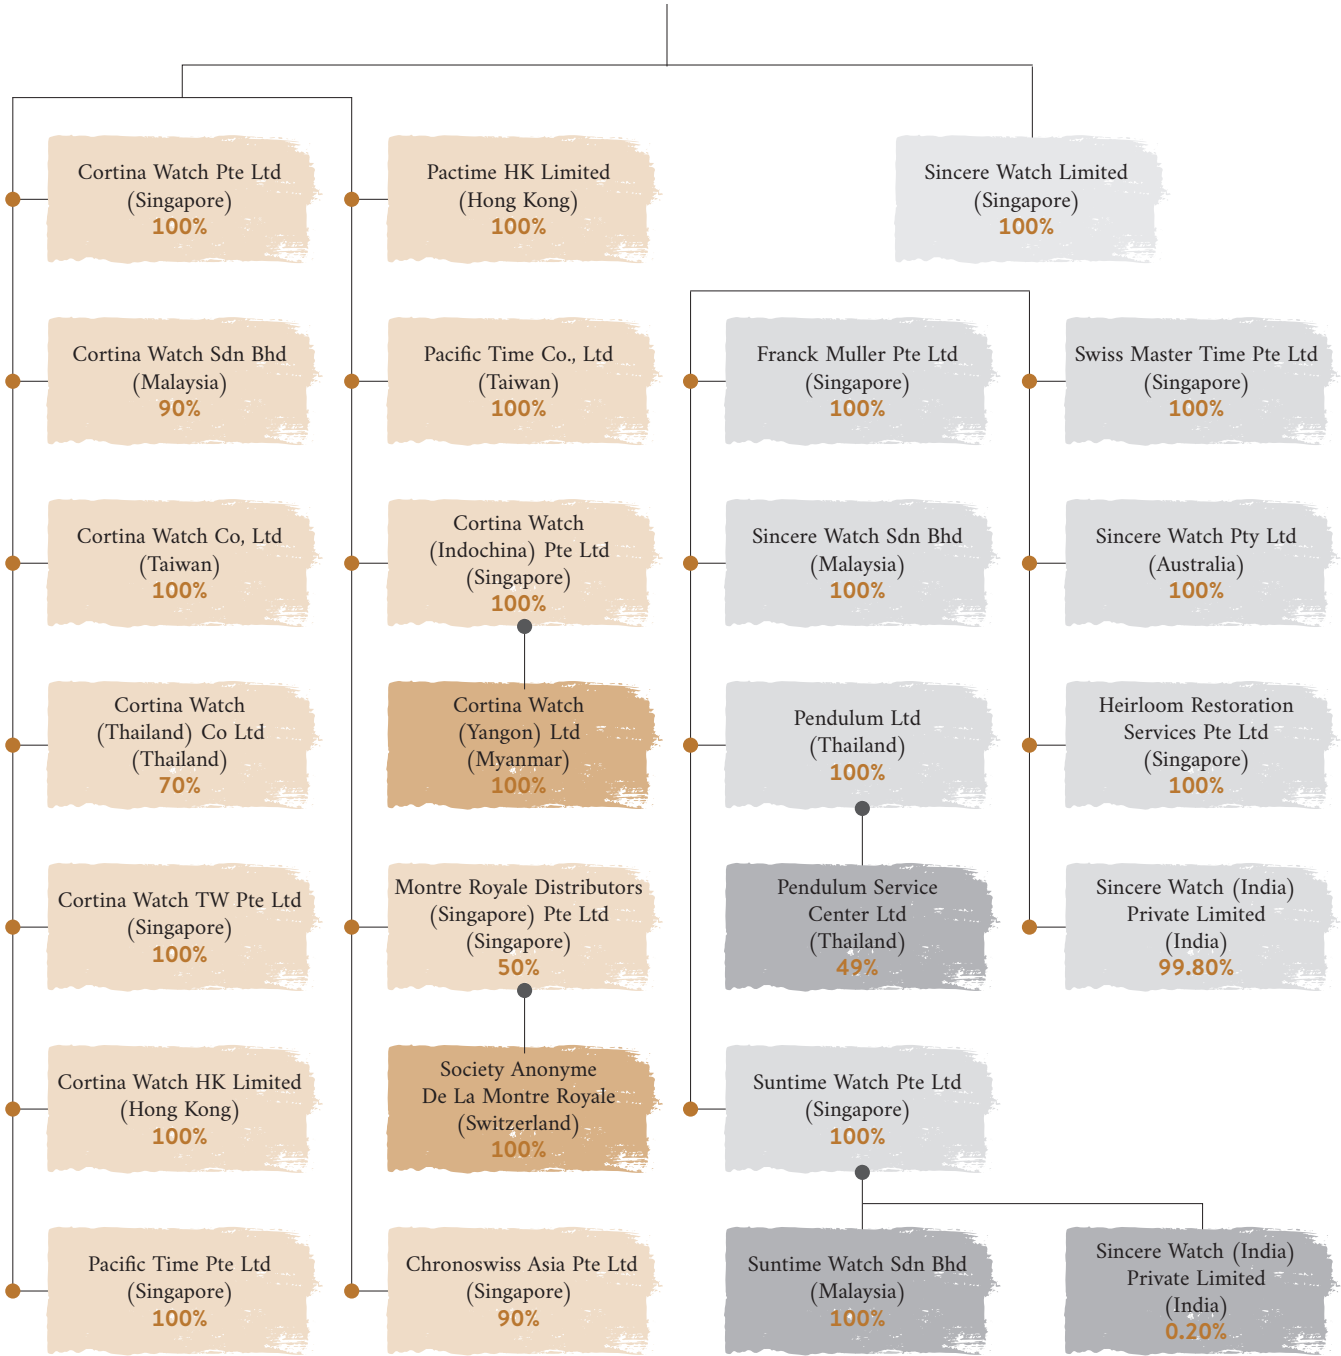 Cortina Watch Pte Ltd
(Singapore)
100%
Cortina Watch Sdn Bhd
(Malaysia)
90%
Cortina Watch Co, Ltd
(Taiwan)
100%
Cortina Watch
(Thailand) Co Ltd
(Thailand)
70%
Cortina Watch TW Pte Ltd
(Singapore)
100%
Cortina Watch HK Limited
(Hong Kong)
100%
Pacific Time Pte Ltd
(Singapore)
100%
Pactime HK Limited
(Hong Kong)
100%
Pacific Time Co., Ltd
(Taiwan)
100%
Cortina Watch
(Indochina) Pte Ltd
(Singapore)
100%
Cortina Watch
(Yangon) Ltd
(Myanmar)
100%
Montre Royale Distributors
(Singapore) Pte Ltd
(Singapore)
50%
Society Anonyme
De La Montre Royale
(Switzerland)
100%
Chronoswiss Asia Pte Ltd
(Singapore)
90%
Sincere Watch Limited
(Singapore)
100%
Franck Muller Pte Ltd
(Singapore)
100%
Sincere Watch Sdn Bhd
(Malaysia)
100%
Pendulum Ltd
(Thailand)
100%
Pendulum Service
Center Ltd
(Thailand)
49%
Suntime Watch Pte Ltd
(Singapore)
100%
Suntime Watch Sdn Bhd
(Malaysia)
100%
Swiss Master Time Pte Ltd
(Singapore)
100%
Sincere Watch Pty Ltd
(Australia)
100%
Heirloom Restoration
Services Pte Ltd
(Singapore)
100%
Sincere Watch (India)
Private Limited
(India)
99.80%
Sincere Watch (India)
Private Limited
(India)
0.20%